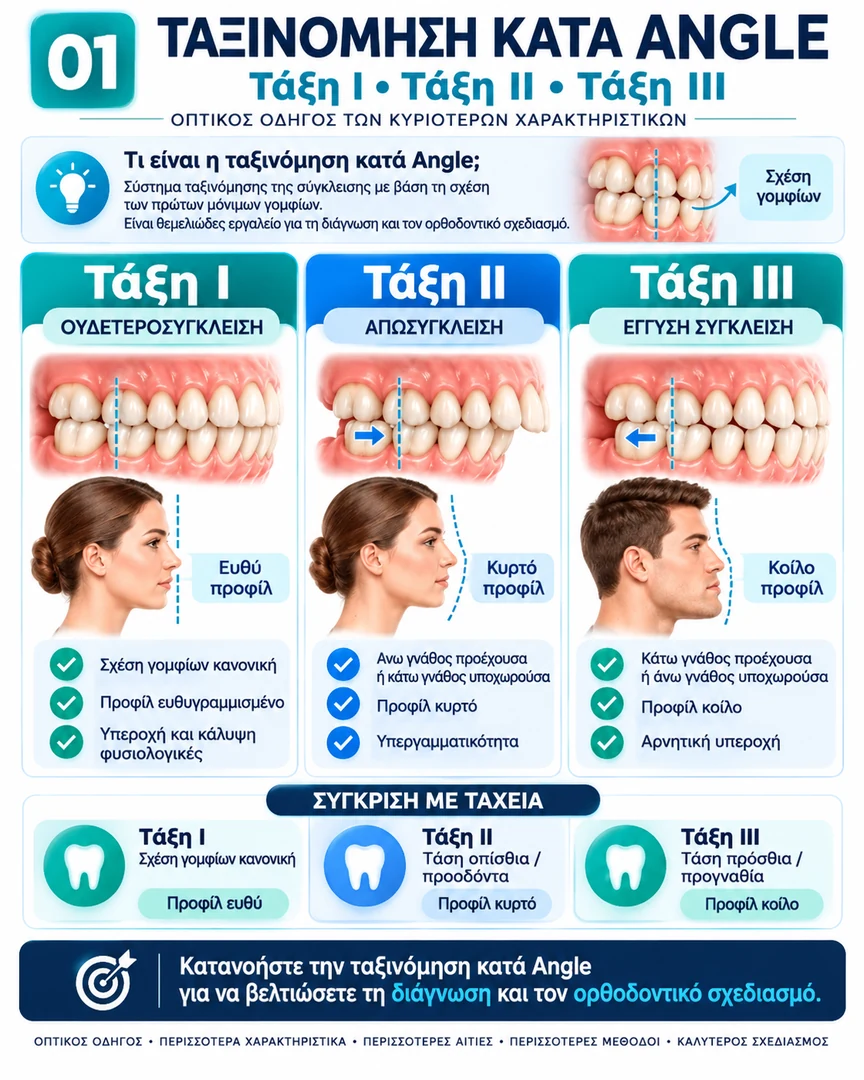 01
ΤΑΞΙΝΟΜΗΣΗ ΚΑΤΑ ANGLE
Τάξη I • Τάξη II • Τάξη III
ΟΠΤΙΚΟΣ ΟΔΗΓΟΣ ΤΩΝ ΚΥΡΙΟΤΕΡΩΝ ΧΑΡΑΚΤΗΡΙΣΤΙΚΩΝ
Τι είναι η ταξινόμηση κατά Angle;
Σύστημα ταξινόμησης της σύγκλεισης με βάση τη σχέση
των πρώτων μόνιμων γομφίων.
Είναι θεμελιώδες εργαλείο για τη διάγνωση και τον ορθοδοντικό σχεδιασμό.
Σχέση
γομφίων
Τάξη I
ΟΥΔΕΤΕΡΟΣΥΓΚΛΕΙΣΗ
Ευθύ
προφίλ
Σχέση γομφίων κανονική
Προφίλ ευθυγραμμισμένο
Υπεροχή και κάλυψη
φυσιολογικές
Τάξη II
ΑΠΩΣΥΓΚΛΕΙΣΗ
Κυρτό
προφίλ
Ανω γνάθος προέχουσα
ή κάτω γνάθος υποχωρούσα
Προφίλ κυρτό
Υπεργαμματικότητα
Τάξη III
ΕΓΓΥΣΗ ΣΥΓΚΛΕΙΣΗ
Κοίλο
προφίλ
Κάτω γνάθος προέχουσα
ή άνω γνάθος υποχωρούσα
Προφίλ κοίλο
Αρνητική υπεροχή
ΣΥΓΚΡΙΣΗ ΜΕ ΤΑΧΕΙΑ
Τάξη I
Σχέση γομφίων κανονική
Προφίλ ευθύ
Τάξη II
Τάση οπίσθια /
προοδόντα
Προφίλ κυρτό
Τάξη III
Τάση πρόσθια /
προγναθία
Προφίλ κοίλο
Κατανοήστε την ταξινόμηση κατά Angle
για να βελτιώσετε τη διάγνωση και τον ορθοδοντικό σχεδιασμό.
ΟΠΤΙΚΟΣ ΟΔΗΓΟΣ • ΠΕΡΙΣΣΟΤΕΡΑ ΧΑΡΑΚΤΗΡΙΣΤΙΚΑ • ΠΕΡΙΣΣΟΤΕΡΕΣ ΑΙΤΙΕΣ • ΠΕΡΙΣΣΟΤΕΡΟΙ ΜΕΘΟΔΟΙ • ΚΑΛΥΤΕΡΟΣ ΣΧΕΔΙΑΣΜΟΣ